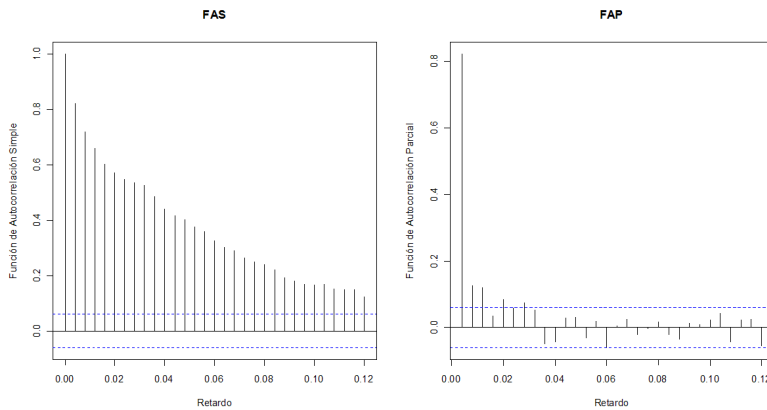 FAS
Función de Autocorrelación Simple
1.0
0.8
0.6
0.4
0.2
0.0
0.00 0.02 0.04 0.06 0.08 0.10 0.12
Retardo
FAP
Función de Autocorrelación Parcial
0.8
0.6
0.4
0.2
0.0
0.00 0.02 0.04 0.06 0.08 0.10 0.12
Retardo